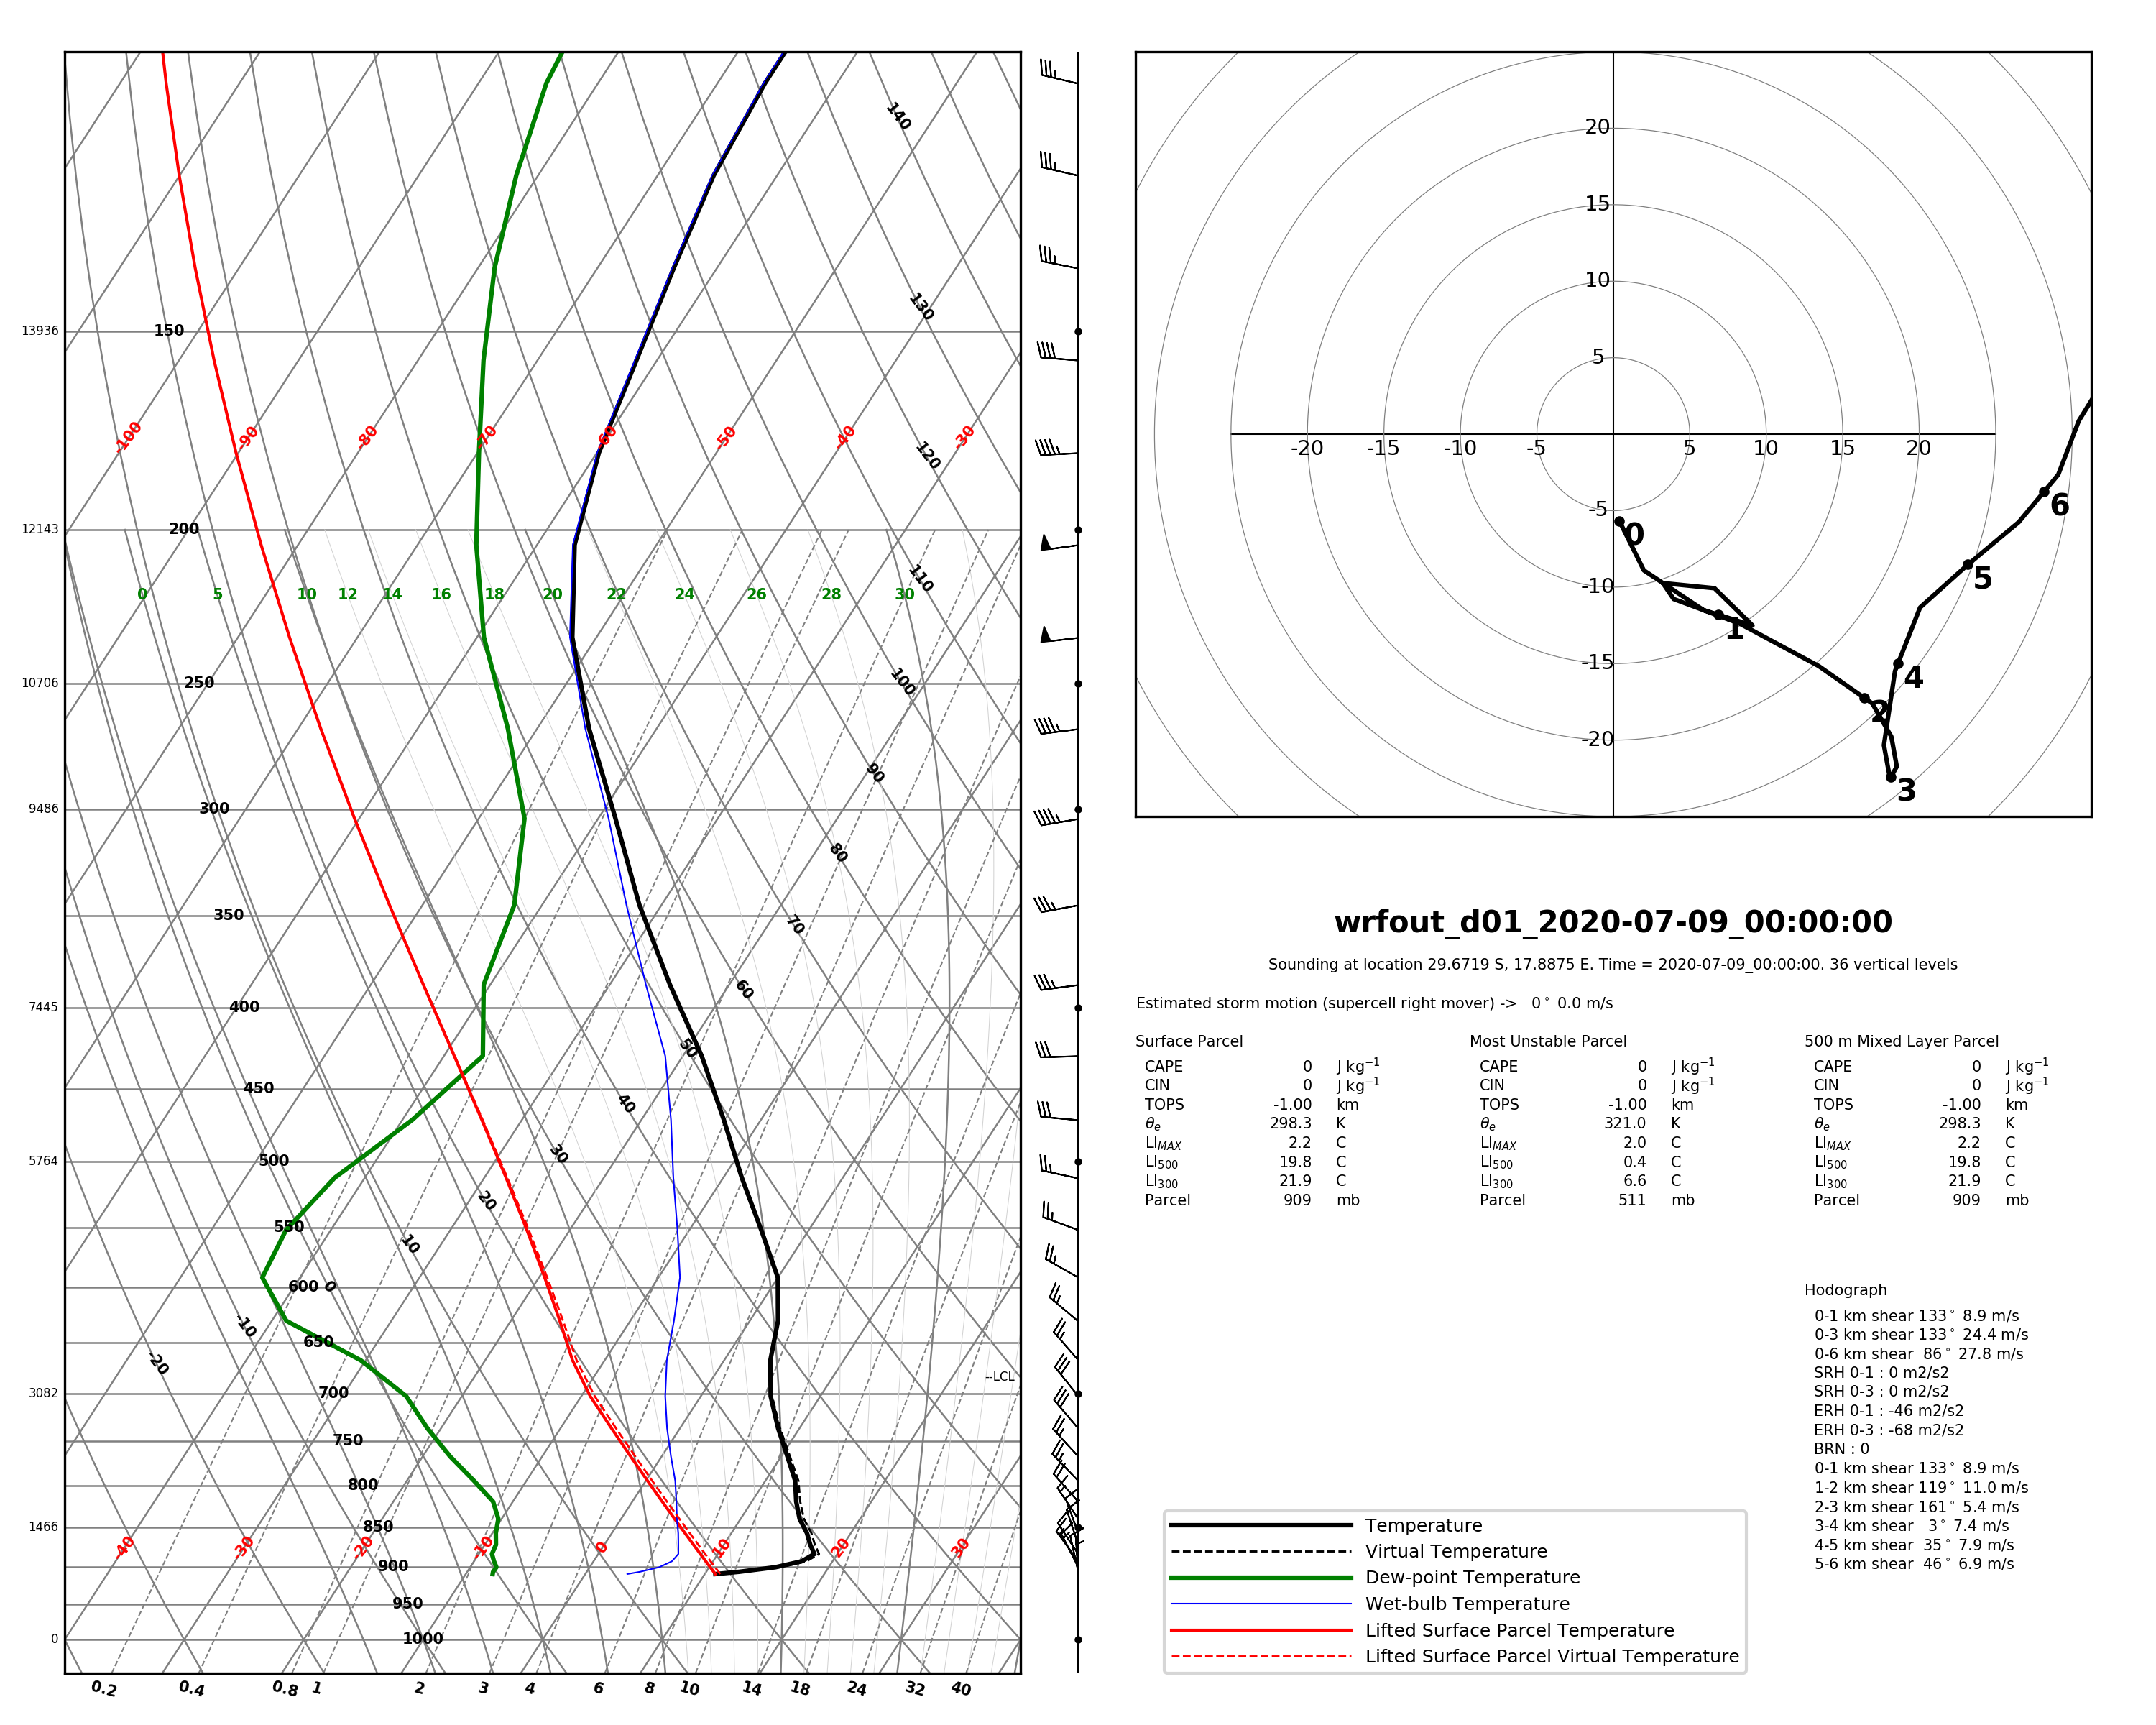 140
130
120
110
100
90
80
70
60
50
40
30
20
10
0
-10
-20
13936 150
-100 -90 -80 -70 -60 -50 -40 -30
12143 200
0 5 10 12 14 16 18 20 22 24 26 28 30
10706 250
9486 300
350
7445 400
450
5764 500
550
600
650
--LCL
3082 700
750
800
1466 850
-40 -30 -20 -10 0 10 20 30
900
950
0 1000
0.2 0.4 0.8 1 2 3 4 6 8 10 14 18 24 32 40
20
15
10
5
-20 -15 -10 -5 5 10 15 20
-5
-10
-15
-20
0
1
2
3
4
5
6
wrfout_d01_2020-07-09_00:00:00
Sounding at location 29.6719 S, 17.8875 E. Time = 2020-07-09_00:00:00. 36 vertical levels
Estimated storm motion (supercell right mover) -> 0° 0.0 m/s
Surface Parcel
CAPE 0 J kg⁻¹
CIN 0 J kg⁻¹
TOPS -1.00 km
θₑ 298.3 K
LI_MAX 2.2 C
LI₅₀₀ 19.8 C
LI₃₀₀ 21.9 C
Parcel 909 mb
Most Unstable Parcel
CAPE 0 J kg⁻¹
CIN 0 J kg⁻¹
TOPS -1.00 km
θₑ 321.0 K
LI_MAX 2.0 C
LI₅₀₀ 0.4 C
LI₃₀₀ 6.6 C
Parcel 511 mb
500 m Mixed Layer Parcel
CAPE 0 J kg⁻¹
CIN 0 J kg⁻¹
TOPS -1.00 km
θₑ 298.3 K
LI_MAX 2.2 C
LI₅₀₀ 19.8 C
LI₃₀₀ 21.9 C
Parcel 909 mb
Hodograph
0-1 km shear 133° 8.9 m/s
0-3 km shear 133° 24.4 m/s
0-6 km shear 86° 27.8 m/s
SRH 0-1 : 0 m2/s2
SRH 0-3 : 0 m2/s2
ERH 0-1 : -46 m2/s2
ERH 0-3 : -68 m2/s2
BRN : 0
0-1 km shear 133° 8.9 m/s
1-2 km shear 119° 11.0 m/s
2-3 km shear 161° 5.4 m/s
3-4 km shear 3° 7.4 m/s
4-5 km shear 35° 7.9 m/s
5-6 km shear 46° 6.9 m/s
Temperature
Virtual Temperature
Dew-point Temperature
Wet-bulb Temperature
Lifted Surface Parcel Temperature
Lifted Surface Parcel Virtual Temperature